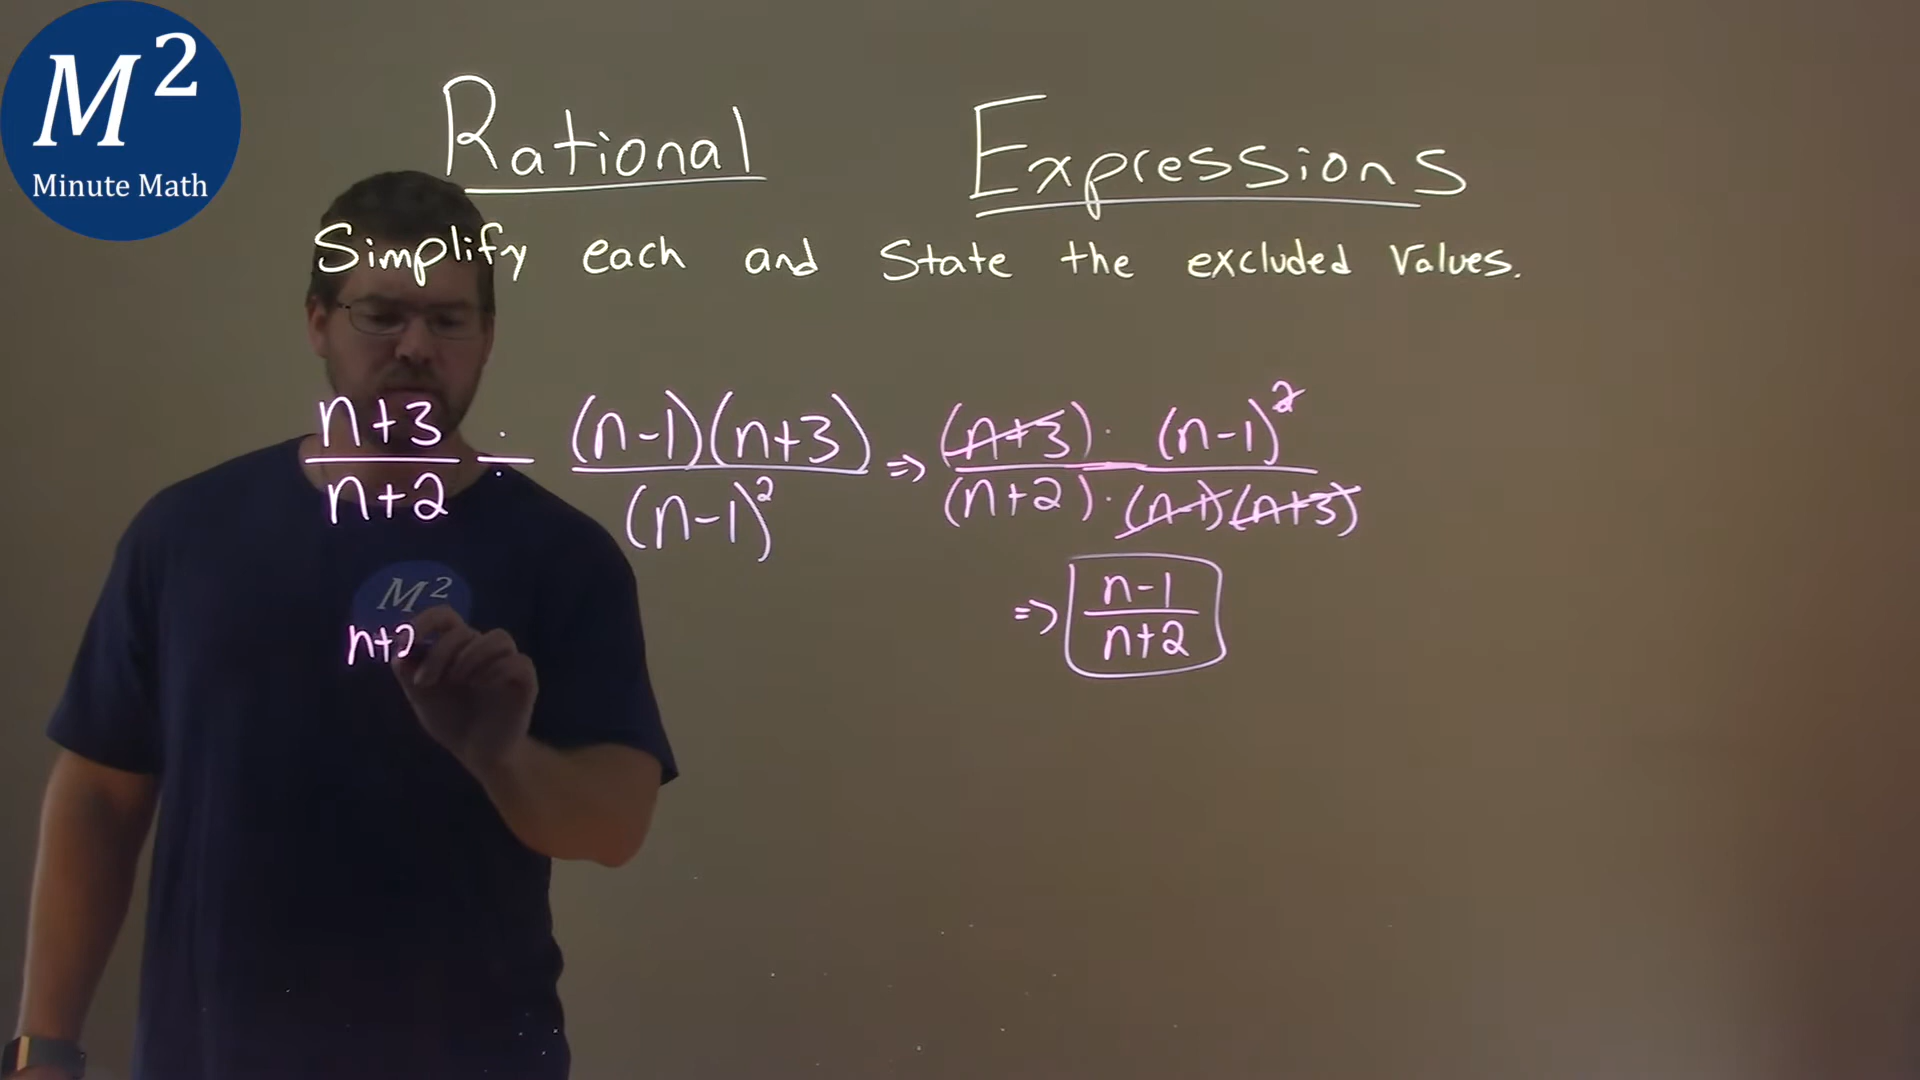 M²
Minute Math
Rational Expressions
Simplify each and State the excluded Values.
n+3/n+2 ÷ (n-1)(n+3)/(n-1)² => (n+3)·(n-1)²/(n+2)·(n-1)(n+3)
=> n-1/n+2
M²
n+2